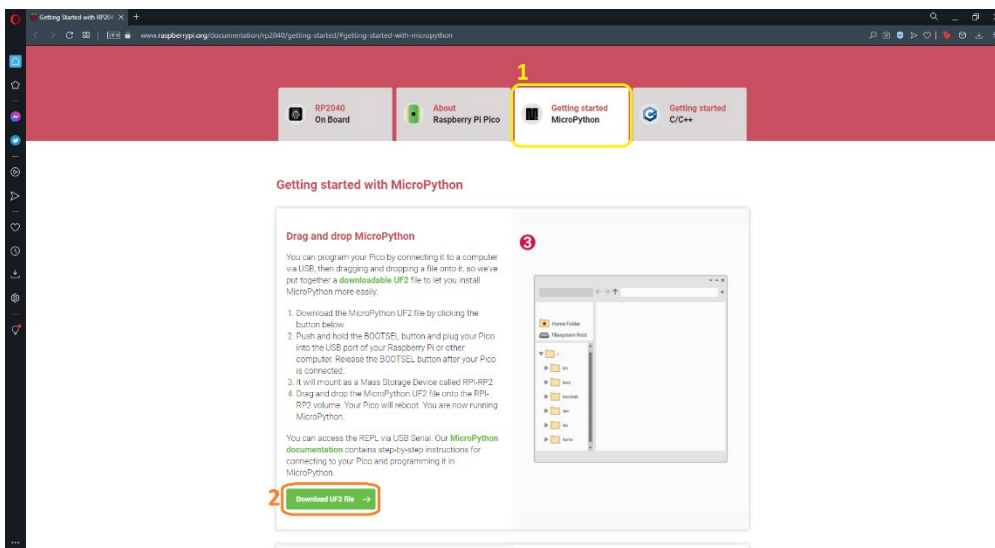 Getting Started with RP204
www.raspberrypi.org/documentation/rp2040/getting-started/#getting-started-with-micropython
1
RP2040
On Board
About
Raspberry Pi Pico
Getting started
MicroPython
Getting started
C/C++
Getting started with MicroPython
Drag and drop MicroPython
You can program your Pico by connecting it to a computer
via USB, then dragging and dropping a file onto it, so we've
put together a downloadable UF2 file to let you install
MicroPython more easily.
1. Download the MicroPython UF2 file by clicking the
button below.
2. Push and hold the BOOTSEL button and plug your Pico
into the USB port of your Raspberry Pi or other
computer. Release the BOOTSEL button after your Pico
is connected.
3. It will mount as a Mass Storage Device called RPI-RP2.
4. Drag and drop the MicroPython UF2 file onto the RPI-
RP2 volume. Your Pico will reboot. You are now running
MicroPython.
You can access the REPL via USB Serial. Our MicroPython
documentation contains step-by-step instructions for
connecting to your Pico and programming it in
MicroPython.
2
Download UF2 file →
3
Home Folder
Filesystem Root
/
bin
boot
dev
etc
home